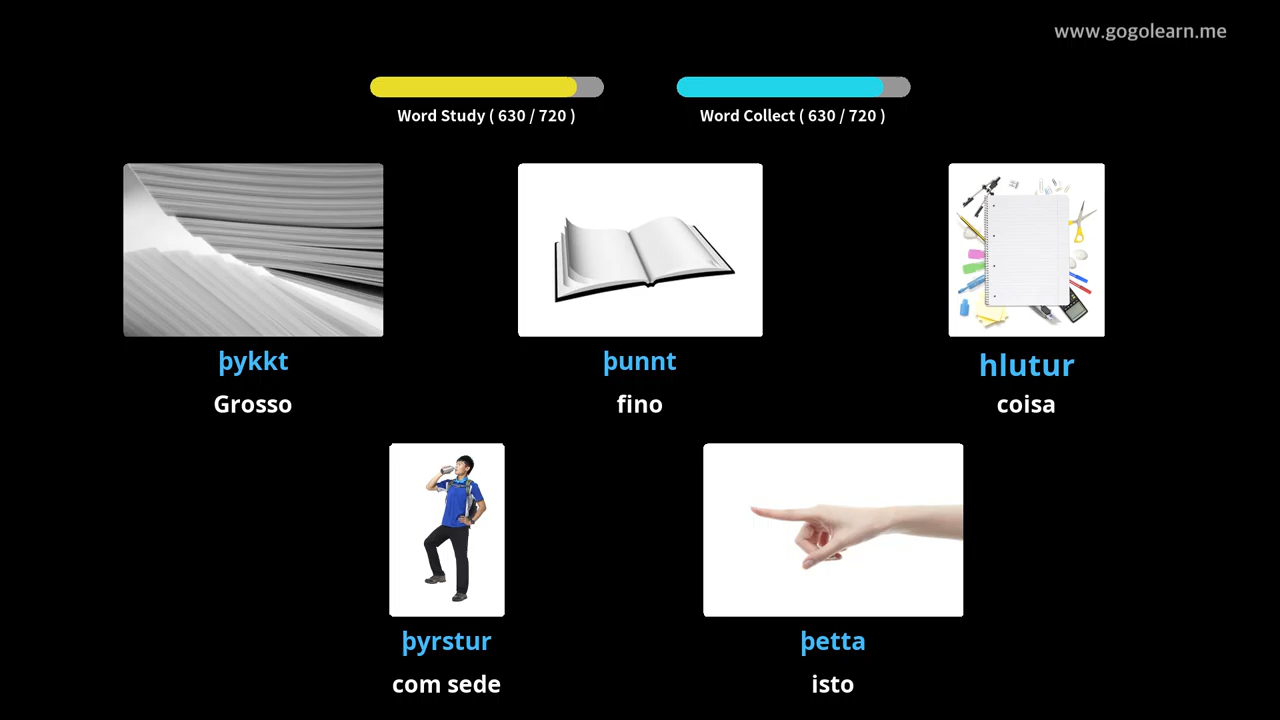 www.gogolearn.me
Word Study ( 630 / 720 )
Word Collect ( 630 / 720 )
þykkt
þunnt
hlutur
Grosso
fino
coisa
þyrstur
þetta
com sede
isto